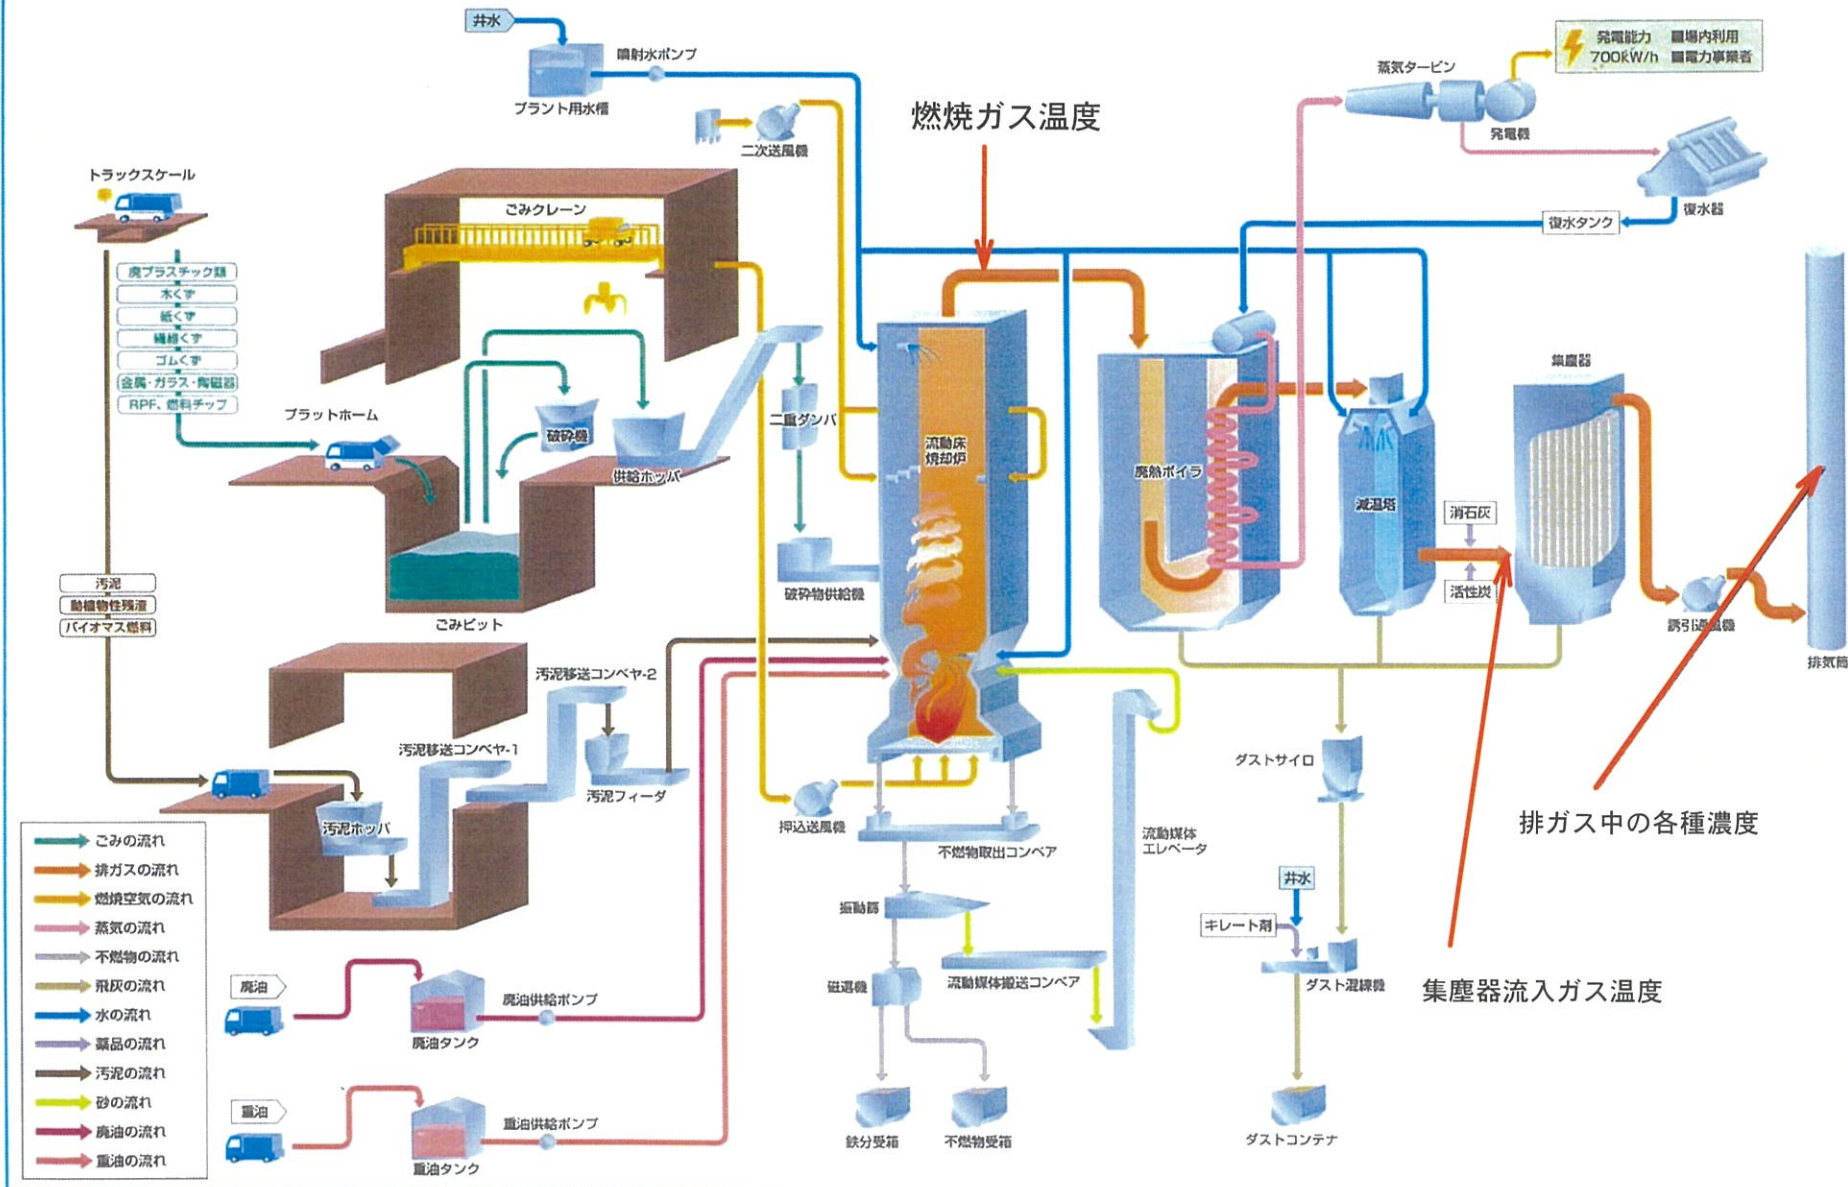 井水
噴射水ポンプ
プラント用水槽
二次送風機
燃焼ガス温度
蒸気タービン
発電能力 ■場内利用
700kW/h ■電力事業者
発電機
復水器
復水タンク
トラックスケール
廃プラスチック類
木くず
紙くず
繊維くず
ゴムくず
金属・ガラス・陶磁器
RPF、燃料チップ
ごみクレーン
プラットホーム
破砕機
供給ホッパ
二重ダンパ
流動床
焼却炉
廃熱ボイラ
減温塔
集塵器
消石灰
活性炭
誘引通風機
排気筒
汚泥
動植物性残渣
バイオマス燃料
ごみピット
破砕物供給機
汚泥移送コンベヤ-2
汚泥移送コンベヤ-1
汚泥フィーダ
汚泥ホッパ
押込送風機
不燃物取出コンベア
流動媒体
エレベータ
ダストサイロ
排ガス中の各種濃度
ごみの流れ
排ガスの流れ
燃焼空気の流れ
蒸気の流れ
不燃物の流れ
飛灰の流れ
水の流れ
薬品の流れ
汚泥の流れ
砂の流れ
廃油の流れ
重油の流れ
振動篩
井水
キレート剤
磁選機
流動媒体搬送コンベア
ダスト混練機
集塵器流入ガス温度
廃油
廃油供給ポンプ
廃油タンク
重油
重油供給ポンプ
重油タンク
鉄分受箱
不燃物受箱
ダストコンテナ